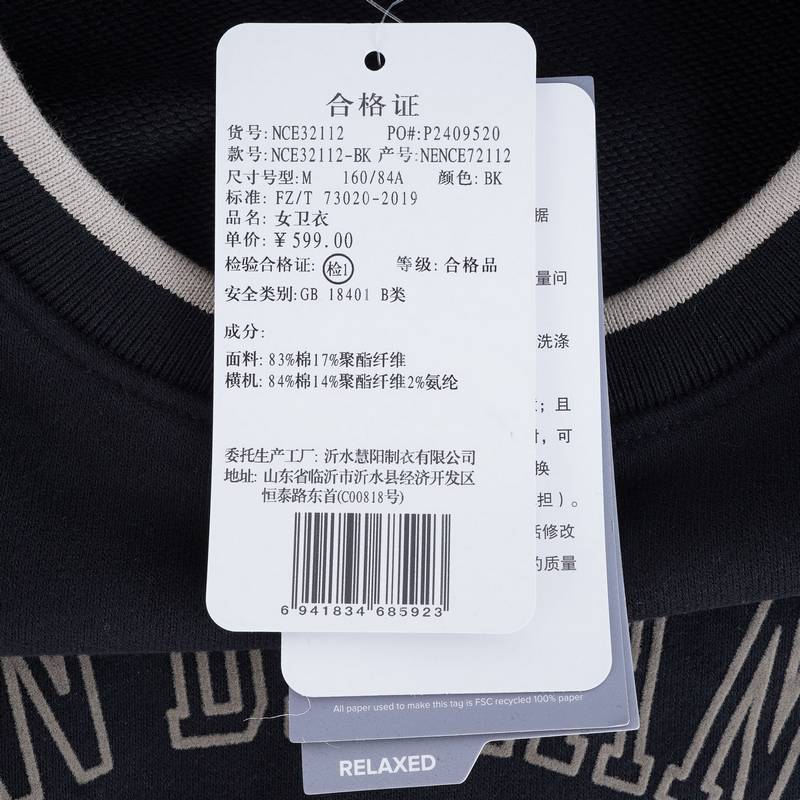 合格证
货号:NCE32112 PO#:P2409520
款号:NCE32112-BK 产号:NENCE72112
尺寸号型:M 160/84A 颜色:BK
标准: FZ/T 73020-2019
品名:女卫衣
单价:¥599.00
检验合格证: 检1 等级:合格品
安全类别:GB 18401 B类
成分:
面料:83%棉17%聚酯纤维
横机:84%棉14%聚酯纤维2%氨纶
委托生产工厂:沂水慧阳制衣有限公司
地址:山东省临沂市沂水县经济开发区
恒泰路东首(C00818号)
6 941834 685923
据
量问
洗涤
；且
，可
换
担）。
修改
的质量
All paper used to make this tag is FSC recycled 100% paper
RELAXED